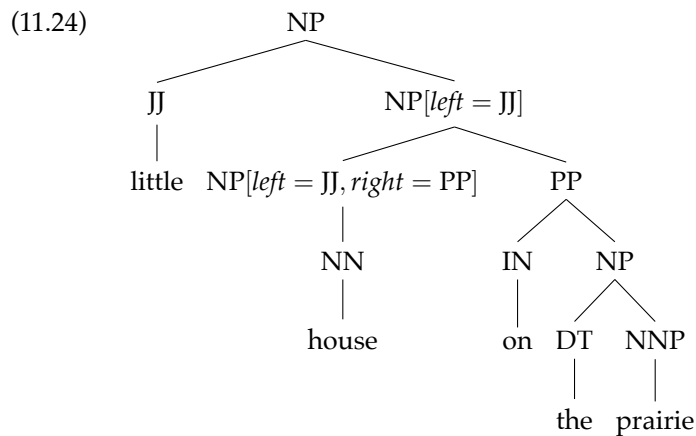 (11.24) NP
JJ NP[left = JJ]
little NP[left = JJ, right = PP] PP
NN IN NP
house on DT NNP
the prairie